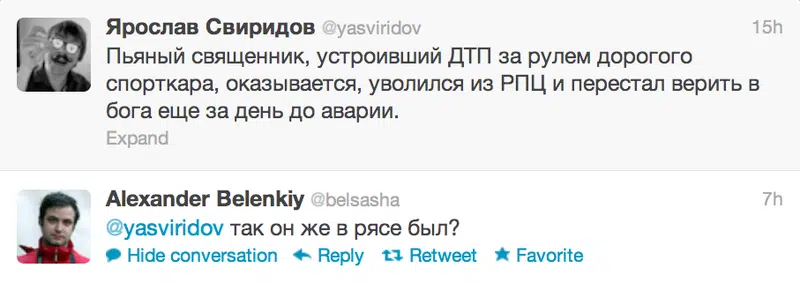 Ярослав Свиридов @yasviridov 15h
Пьяный священник, устроивший ДТП за рулем дорогого
спорткара, оказывается, уволился из РПЦ и перестал верить в
бога еще за день до аварии.
Expand
Alexander Belenkiy @belsasha 7h
@yasviridov так он же в рясе был?
Hide conversation Reply Retweet Favorite